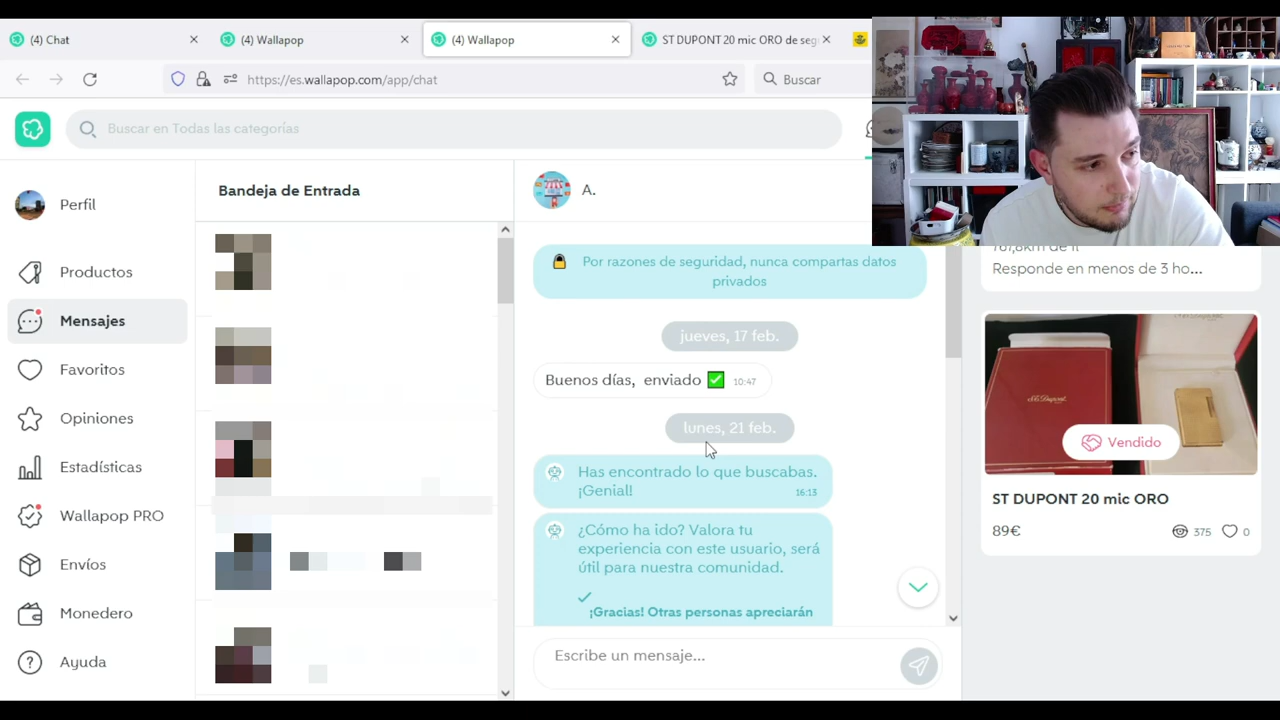 (4) Chat
(4) Wallapop
(4) Wallapop
ST DUPONT 20 mic ORO de seg
https://es.wallapop.com/app/chat
Buscar
Buscar en Todas las categorías
Perfil
Productos
Mensajes
Favoritos
Opiniones
Estadísticas
Wallapop PRO
Envíos
Monedero
Ayuda
Bandeja de Entrada
A.
Por razones de seguridad, nunca compartas datos
privados
jueves, 17 feb.
Buenos días, enviado ✅ 10:47
lunes, 21 feb.
Has encontrado lo que buscabas.
¡Genial! 16:13
¿Cómo ha ido? Valora tu
experiencia con este usuario, será
útil para nuestra comunidad.
¡Gracias! Otras personas apreciarán
Escribe un mensaje...
Responde en menos de 3 ho...
Vendido
ST DUPONT 20 mic ORO
89€ 375 0